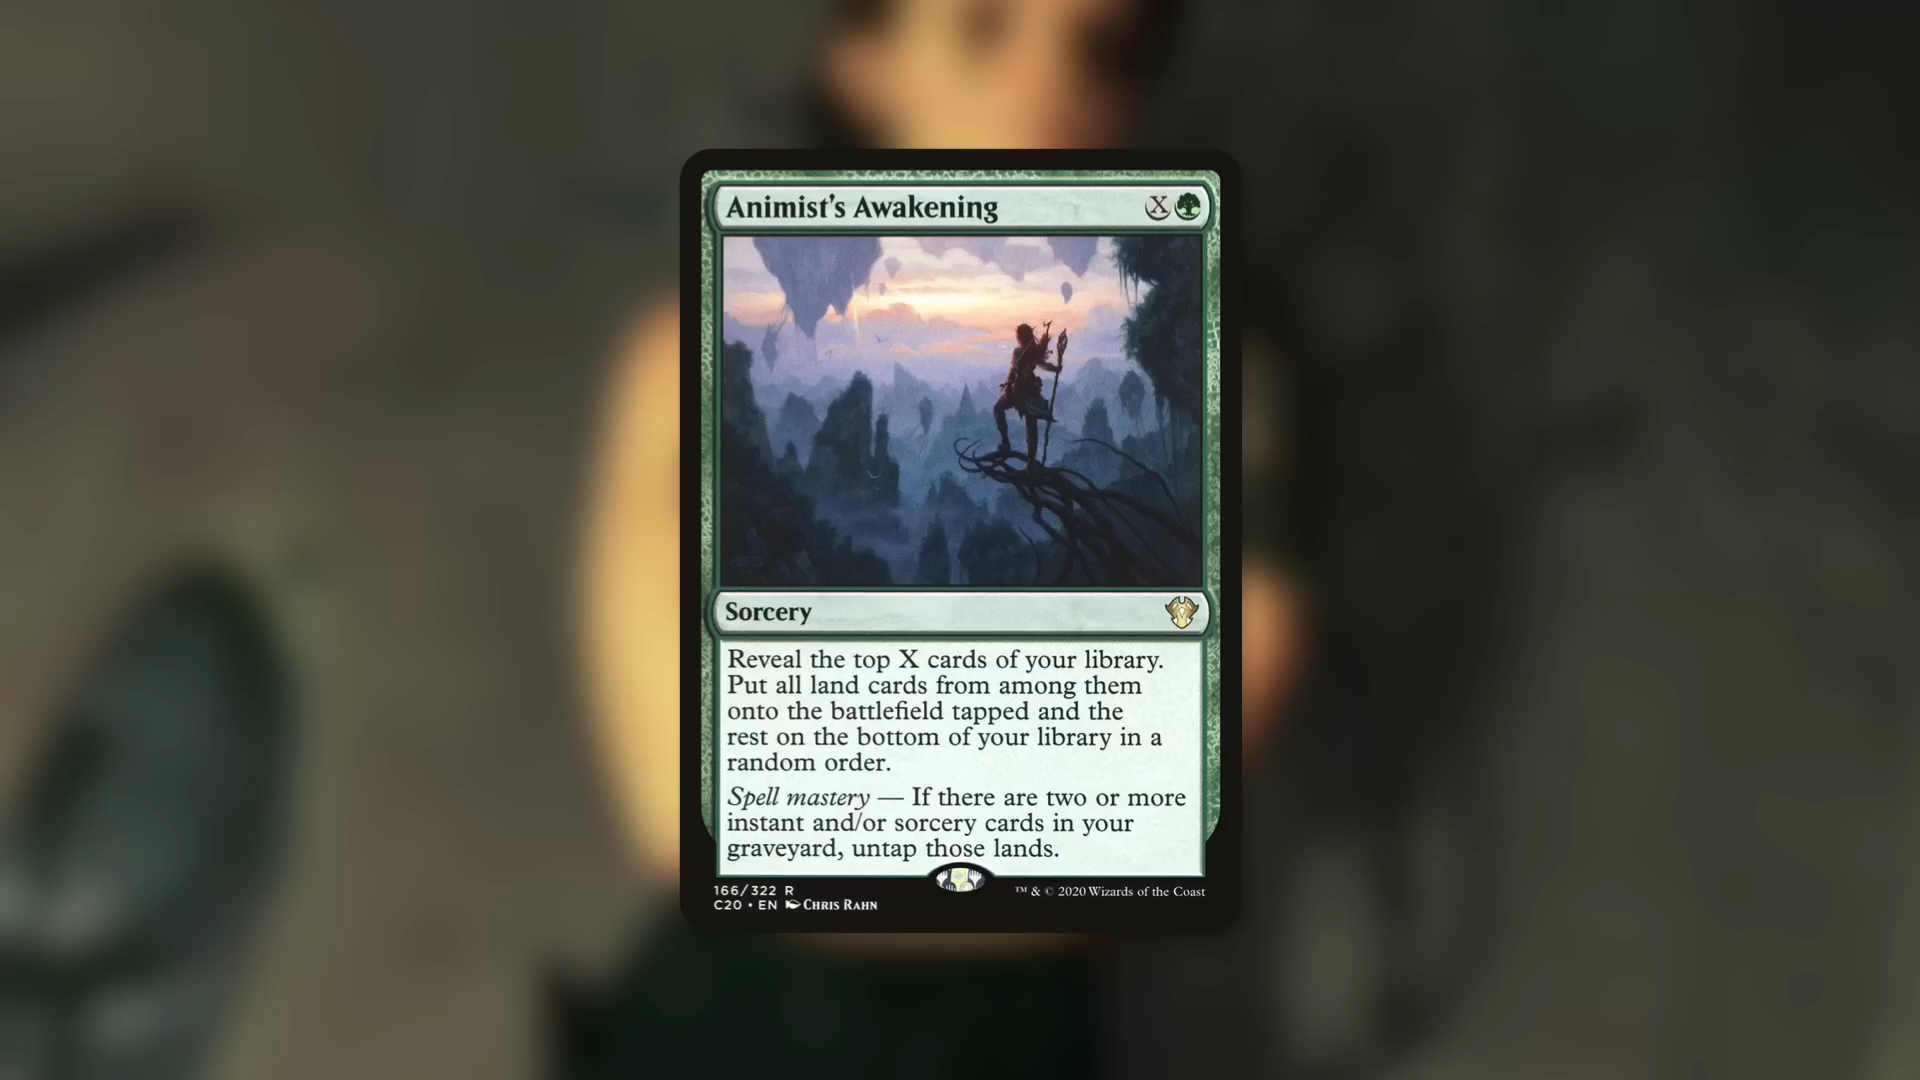 Animist's Awakening X
Sorcery
Reveal the top X cards of your library.
Put all land cards from among them
onto the battlefield tapped and the
rest on the bottom of your library in a
random order.
Spell mastery — If there are two or more
instant and/or sorcery cards in your
graveyard, untap those lands.
166/322 R
C20 • EN Chris Rahn
™ & © 2020 Wizards of the Coast